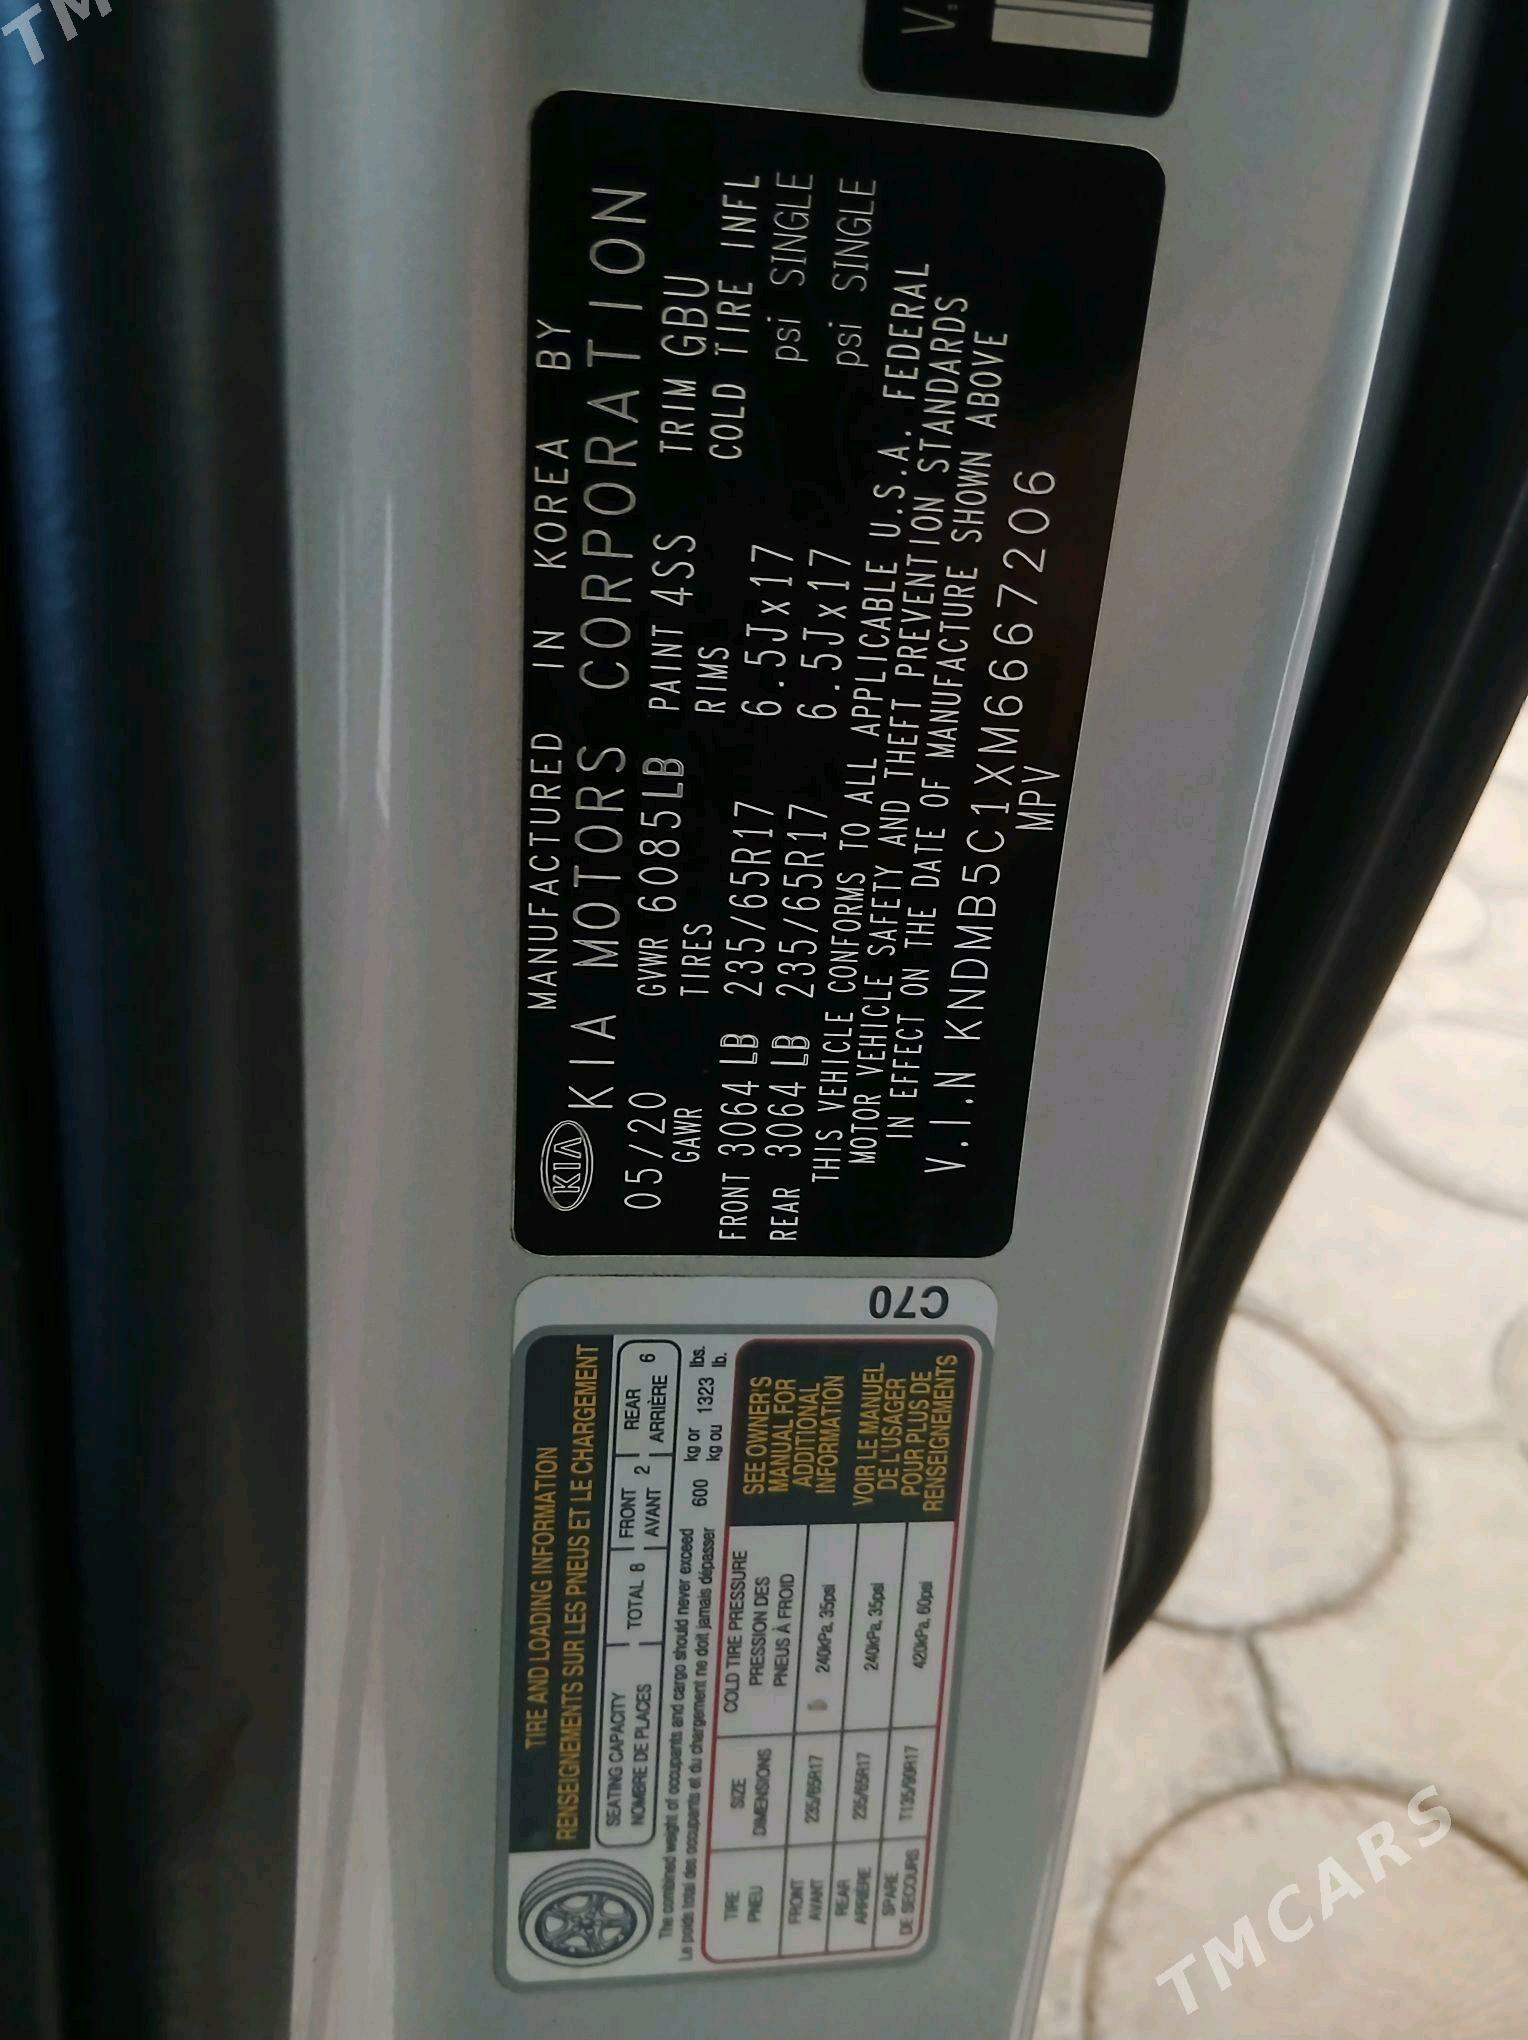 TM
V.
KIA
MANUFACTURED IN KOREA BY
KIA MOTORS CORPORATION
05/20 GVWR 6085LB PAINT 4SS TRIM GBU
GAWR TIRES RIMS COLD TIRE INFL
FRONT 3064 LB 235/65R17 6.5Jx17 psi SINGLE
REAR 3064 LB 235/65R17 6.5Jx17 psi SINGLE
THIS VEHICLE CONFORMS TO ALL APPLICABLE U.S.A. FEDERAL
MOTOR VEHICLE SAFETY AND THEFT PREVENTION STANDARDS
IN EFFECT ON THE DATE OF MANUFACTURE SHOWN ABOVE
V.I.N KNDMB5C1XM6667206
MPV
C70
TIRE AND LOADING INFORMATION
RENSEIGNEMENTS SUR LES PNEUS ET LE CHARGEMENT
SEATING CAPACITY TOTAL 8 FRONT 2 REAR 6
NOMBRE DE PLACES AVANT ARRIÈRE
The combined weight of occupants and cargo should never exceed 600 kg or 1323 lbs.
Le poids total des occupants et du chargement ne doit jamais dépasser kg ou lb.
TIRE SIZE COLD TIRE PRESSURE
PNEU DIMENSIONS PRESSION DES
PNEUS À FROID
FRONT 235/65R17 240kPa, 35psi
AVANT
REAR 235/65R17 240kPa, 35psi
ARRIÈRE
SPARE T135/90R17 420kPa, 60psi
DE SECOURS
SEE OWNER'S
MANUAL FOR
ADDITIONAL
INFORMATION
VOIR LE MANUEL
DE L'USAGER
POUR PLUS DE
RENSEIGNEMENTS
TMCARS